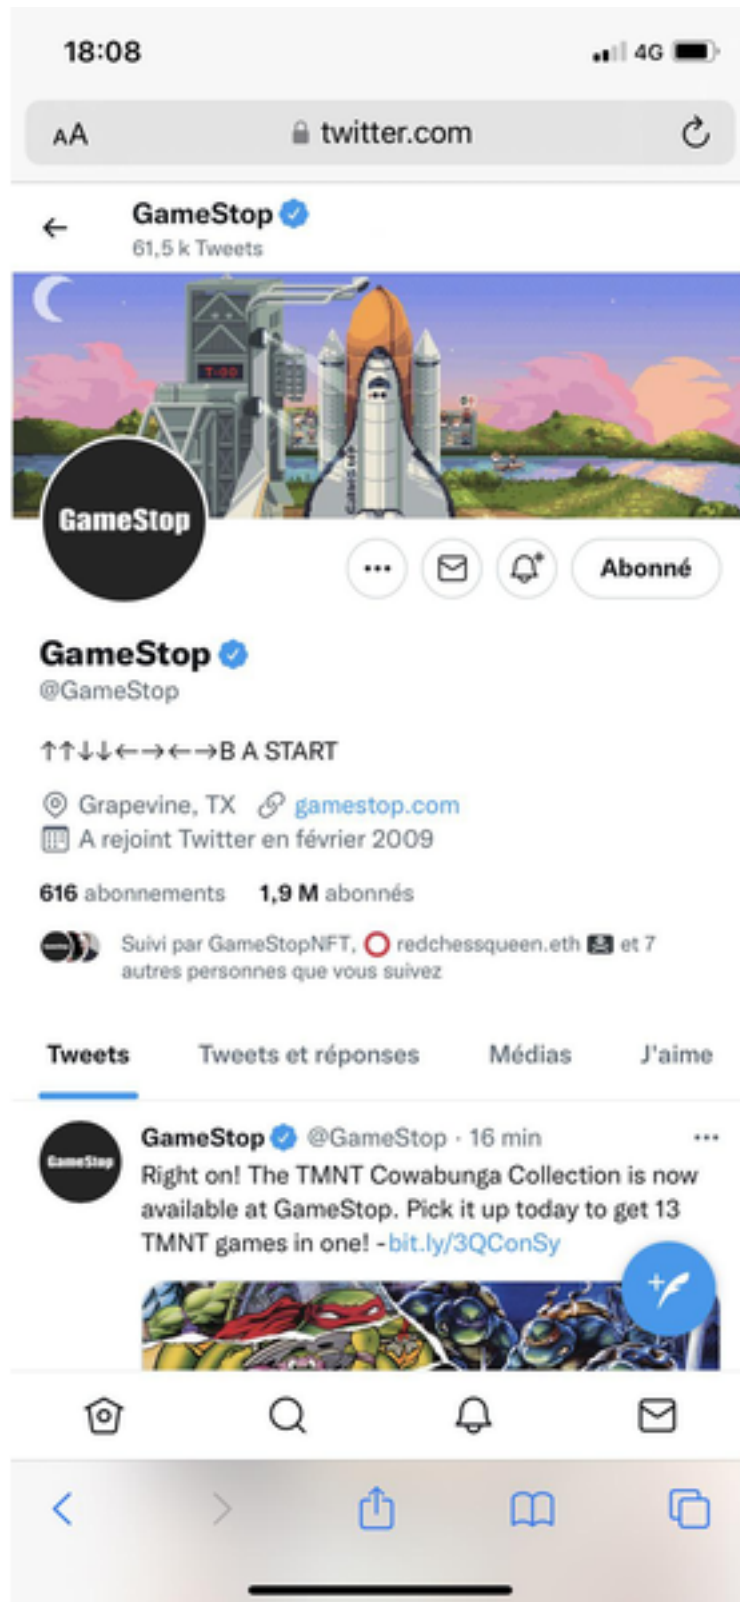 18:08
4G
AA twitter.com
GameStop
61,5 k Tweets
T-00
GameStop
Abonné
GameStop
@GameStop
↑↑↓↓←→←→B A START
Grapevine, TX gamestop.com
A rejoint Twitter en février 2009
616 abonnements 1,9 M abonnés
Suivi par GameStopNFT, redchessqueen.eth et 7
autres personnes que vous suivez
Tweets Tweets et réponses Médias J'aime
GameStop @GameStop · 16 min
GameStop
Right on! The TMNT Cowabunga Collection is now
available at GameStop. Pick it up today to get 13
TMNT games in one! -bit.ly/3QConSy